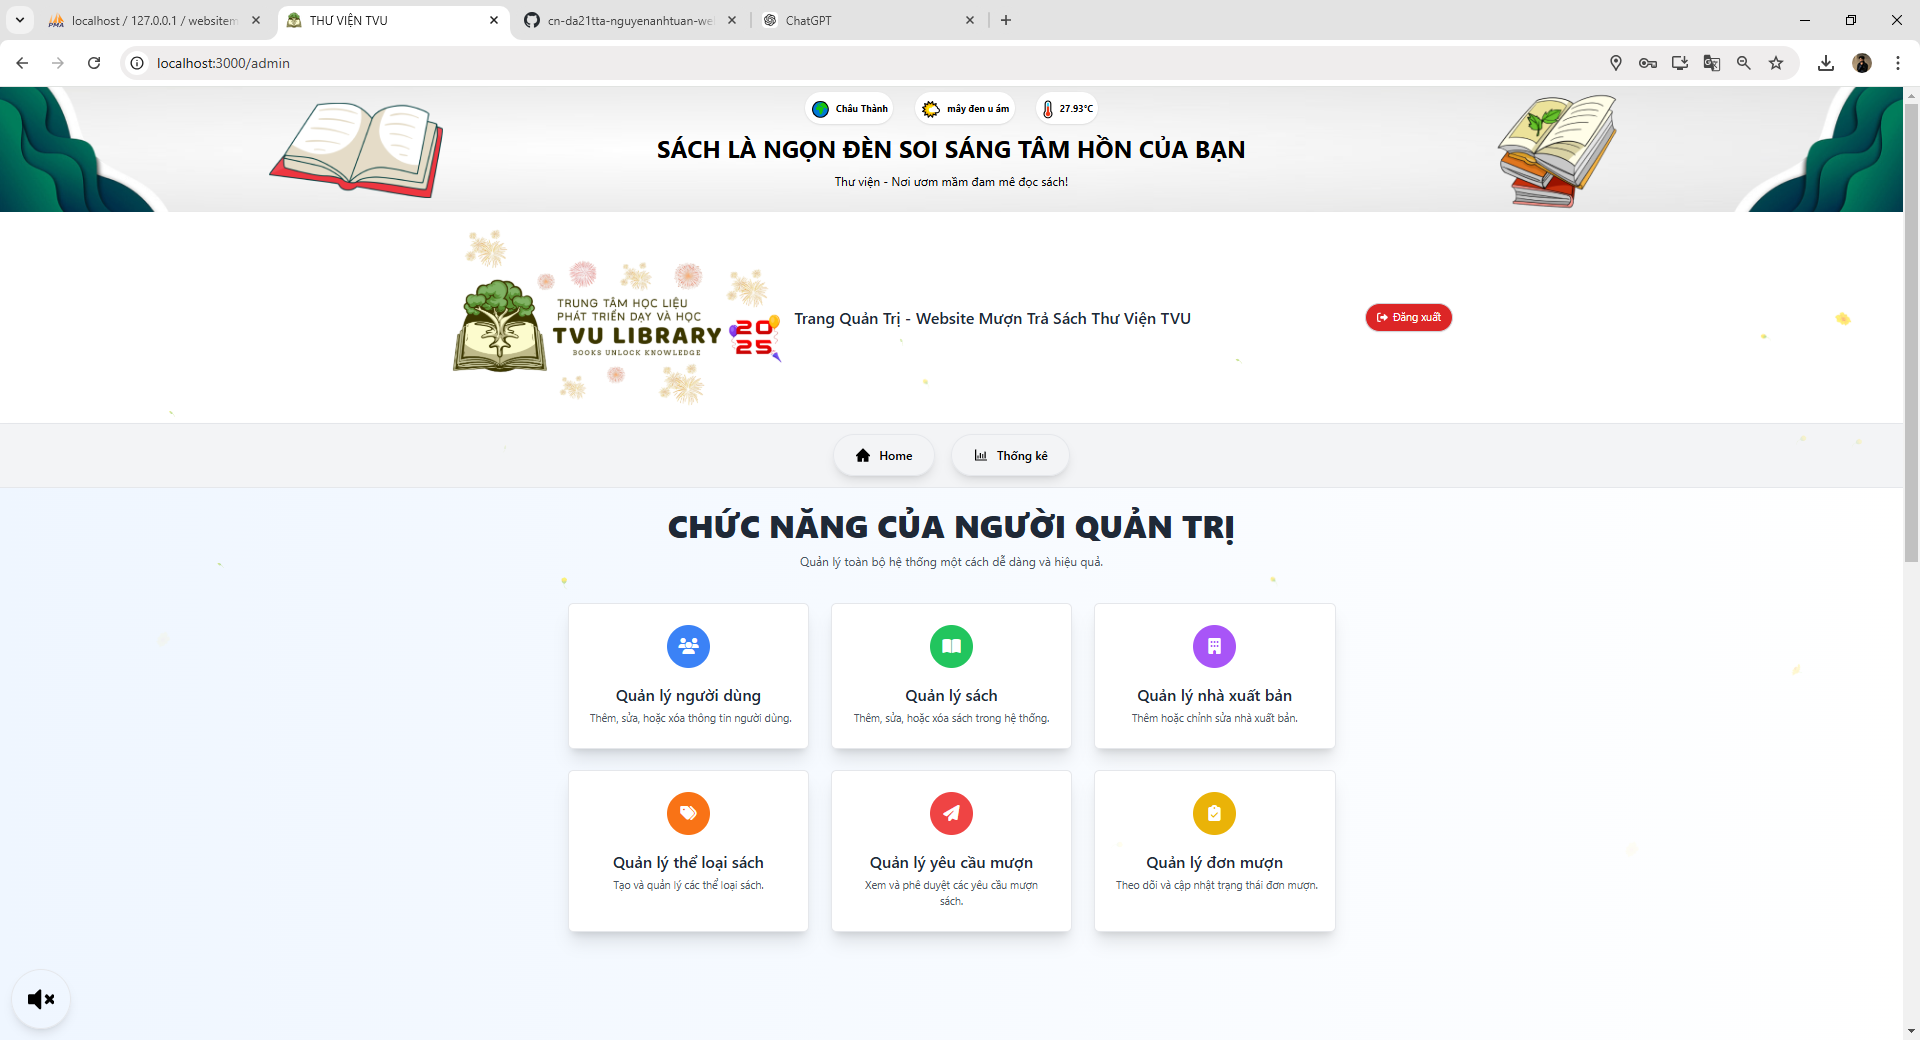 localhost / 127.0.0.1 / websitem
THƯ VIỆN TVU
cn-da21tta-nguyenanhtuan-we
ChatGPT
localhost:3000/admin
Châu Thành
mây đen u ám
27.93°C
SÁCH LÀ NGỌN ĐÈN SOI SÁNG TÂM HỒN CỦA BẠN
Thư viện - Nơi ươm mầm đam mê đọc sách!
TRUNG TÂM HỌC LIỆU
PHÁT TRIỂN DẠY VÀ HỌC
TVU LIBRARY
BOOKS UNLOCK KNOWLEDGE
20
25
Trang Quản Trị - Website Mượn Trả Sách Thư Viện TVU
Đăng xuất
Home
Thống kê
CHỨC NĂNG CỦA NGƯỜI QUẢN TRỊ
Quản lý toàn bộ hệ thống một cách dễ dàng và hiệu quả.
Quản lý người dùng
Thêm, sửa, hoặc xóa thông tin người dùng.
Quản lý sách
Thêm, sửa, hoặc xóa sách trong hệ thống.
Quản lý nhà xuất bản
Thêm hoặc chỉnh sửa nhà xuất bản.
Quản lý thể loại sách
Tạo và quản lý các thể loại sách.
Quản lý yêu cầu mượn
Xem và phê duyệt các yêu cầu mượn
sách.
Quản lý đơn mượn
Theo dõi và cập nhật trạng thái đơn mượn.